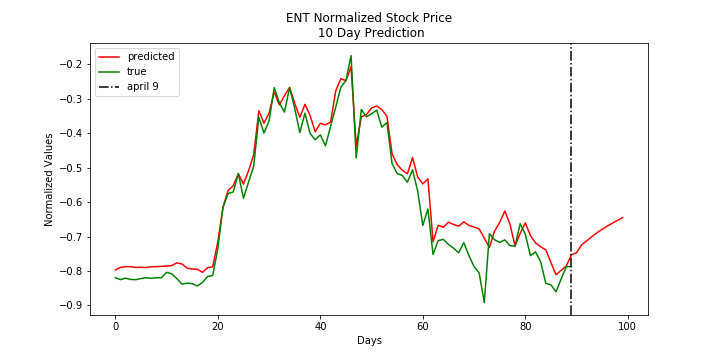 ENT Normalized Stock Price
10 Day Prediction
predicted
true
april 9
Normalized Values
−0.2
−0.3
−0.4
−0.5
−0.6
−0.7
−0.8
−0.9
0 20 40 60 80 100
Days